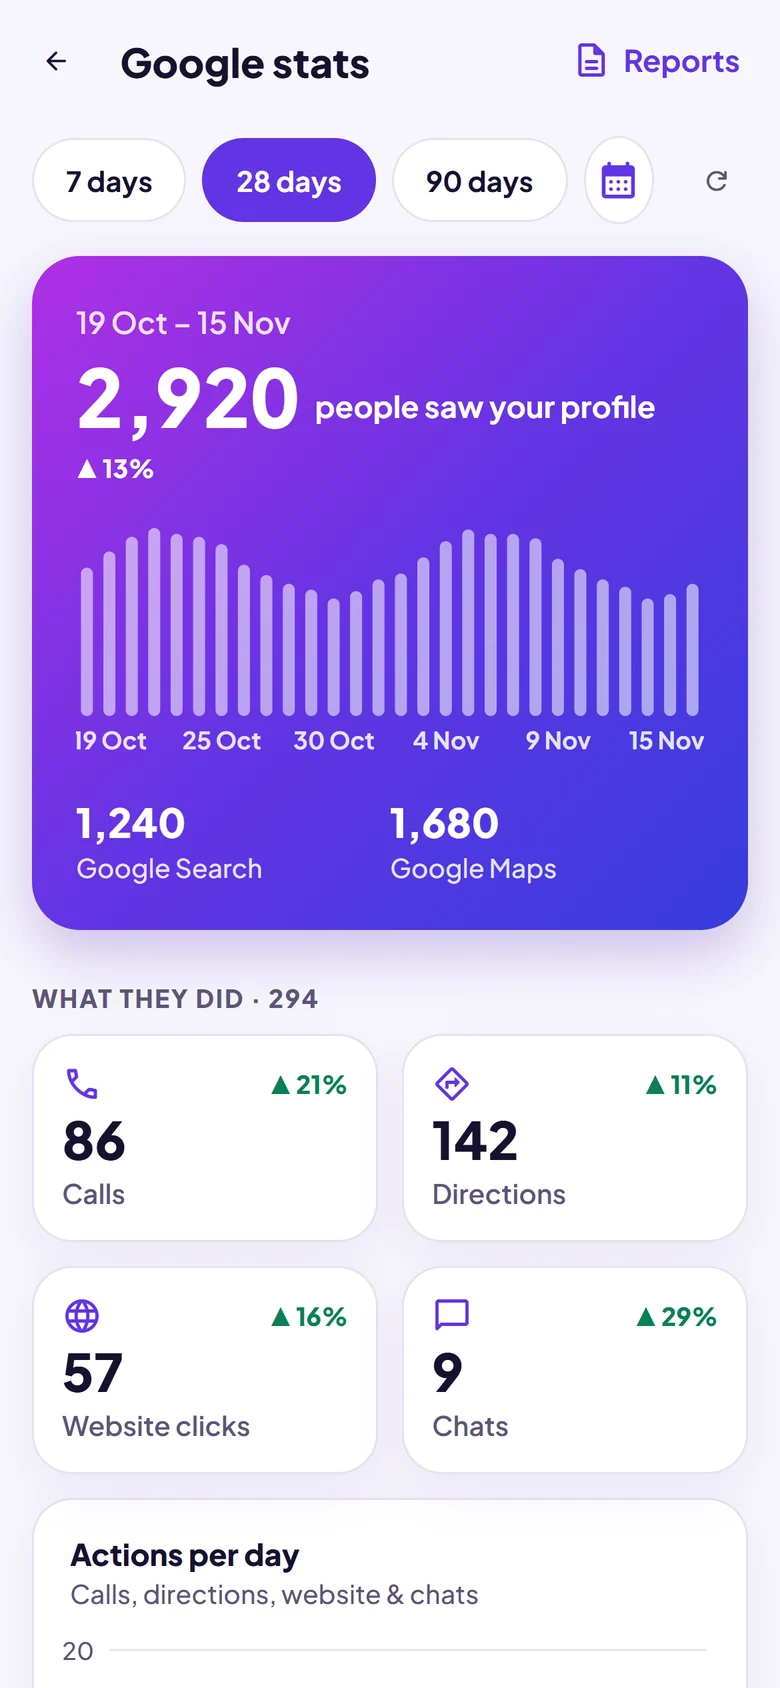 Google stats
Reports
7 days
28 days
90 days
19 Oct – 15 Nov
2,920 people saw your profile
▲ 13%
19 Oct 25 Oct 30 Oct 4 Nov 9 Nov 15 Nov
1,240 1,680
Google Search Google Maps
WHAT THEY DID · 294
▲ 21%
86
Calls
▲ 11%
142
Directions
▲ 16%
57
Website clicks
▲ 29%
9
Chats
Actions per day
Calls, directions, website & chats
20